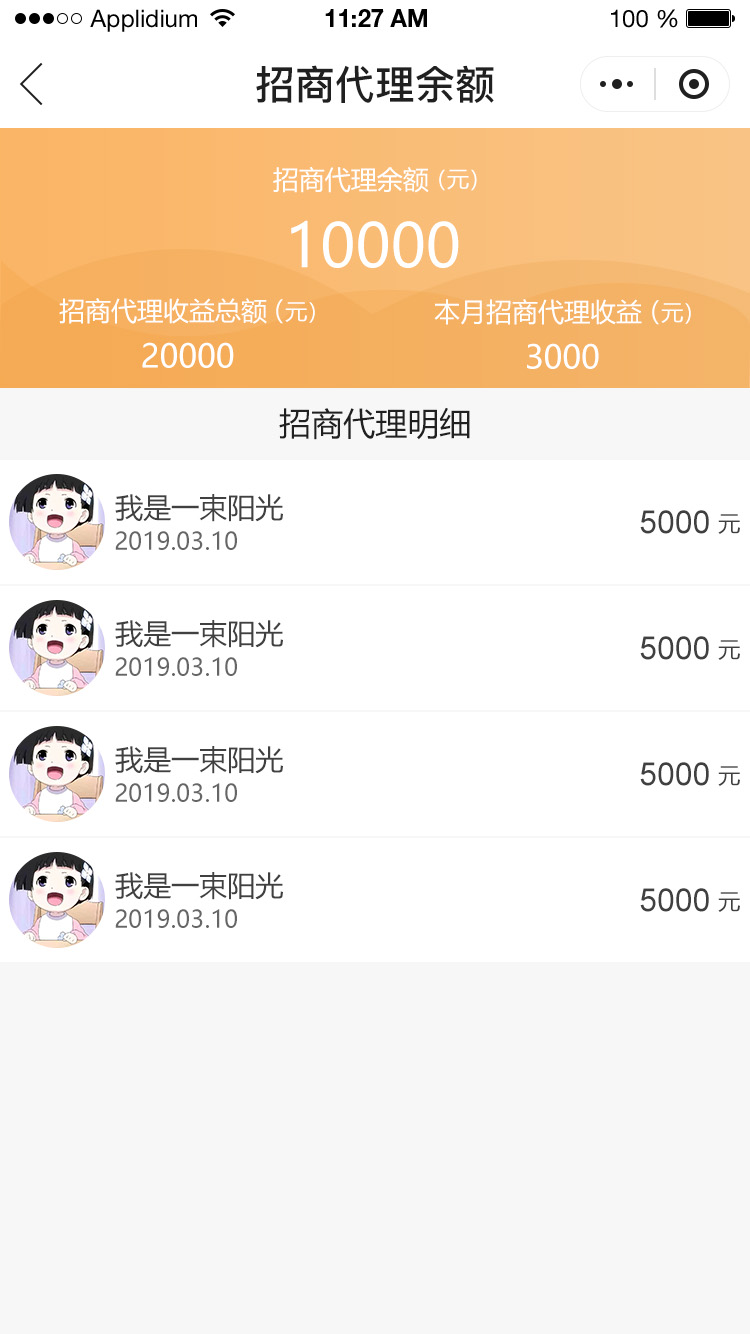 Applidium 11:27 AM 100 %
招商代理余额
招商代理余额（元）
10000
招商代理收益总额（元） 本月招商代理收益（元）
20000 3000
招商代理明细
我是一束阳光
2019.03.10
5000 元
我是一束阳光
2019.03.10
5000 元
我是一束阳光
2019.03.10
5000 元
我是一束阳光
2019.03.10
5000 元